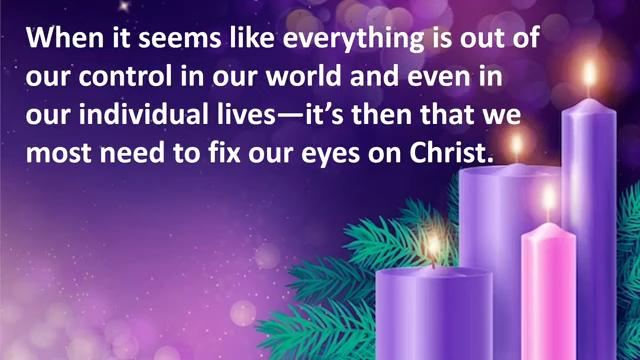 When it seems like everything is out of
our control in our world and even in
our individual lives—it’s then that we
most need to fix our eyes on Christ.